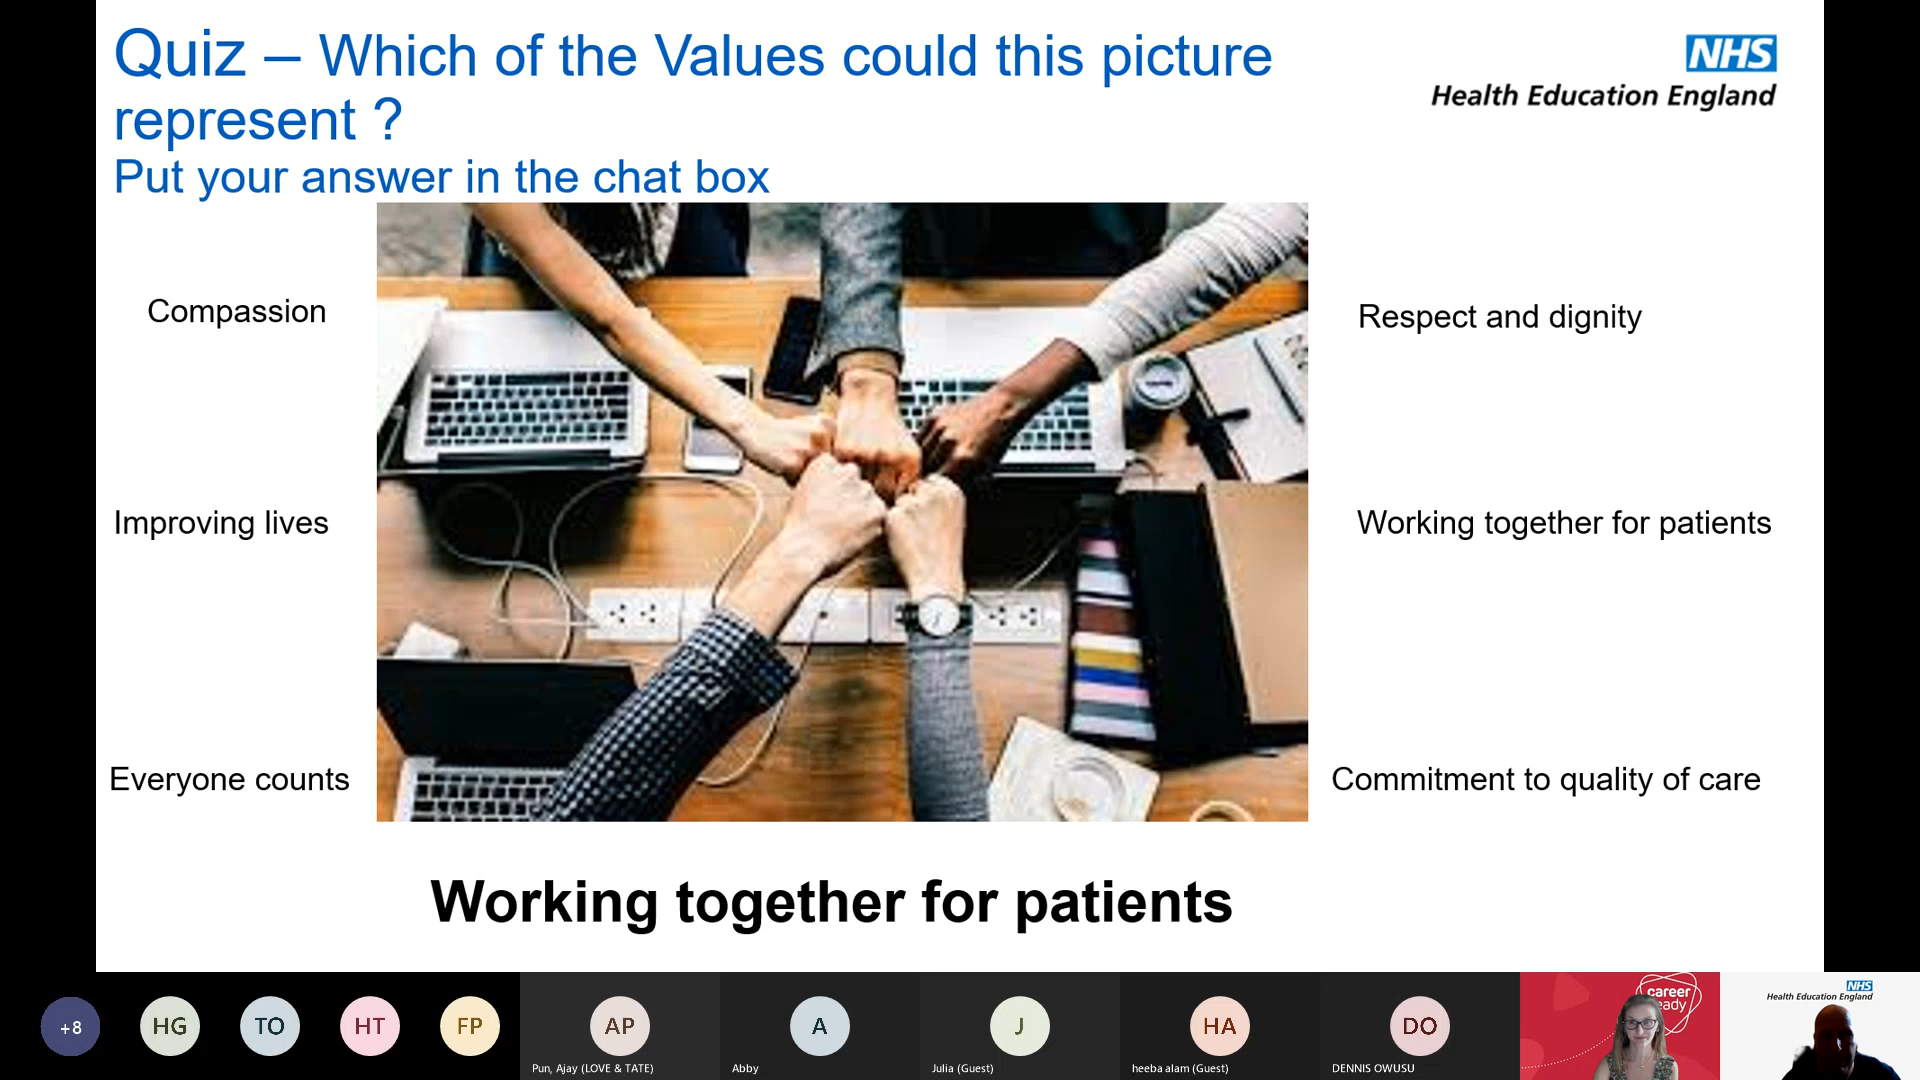 Quiz – Which of the Values could this picture
represent ?
Put your answer in the chat box
NHS
Health Education England
Compassion
Respect and dignity
Improving lives
Working together for patients
Everyone counts
Commitment to quality of care
Working together for patients
+8
HG
TO
HT
FP
AP
Pun, Ajay (LOVE & TATE)
A
Abby
J
Julia (Guest)
HA
heeba alam (Guest)
DO
DENNIS OWUSU
career
eady
NHS
Health Education England